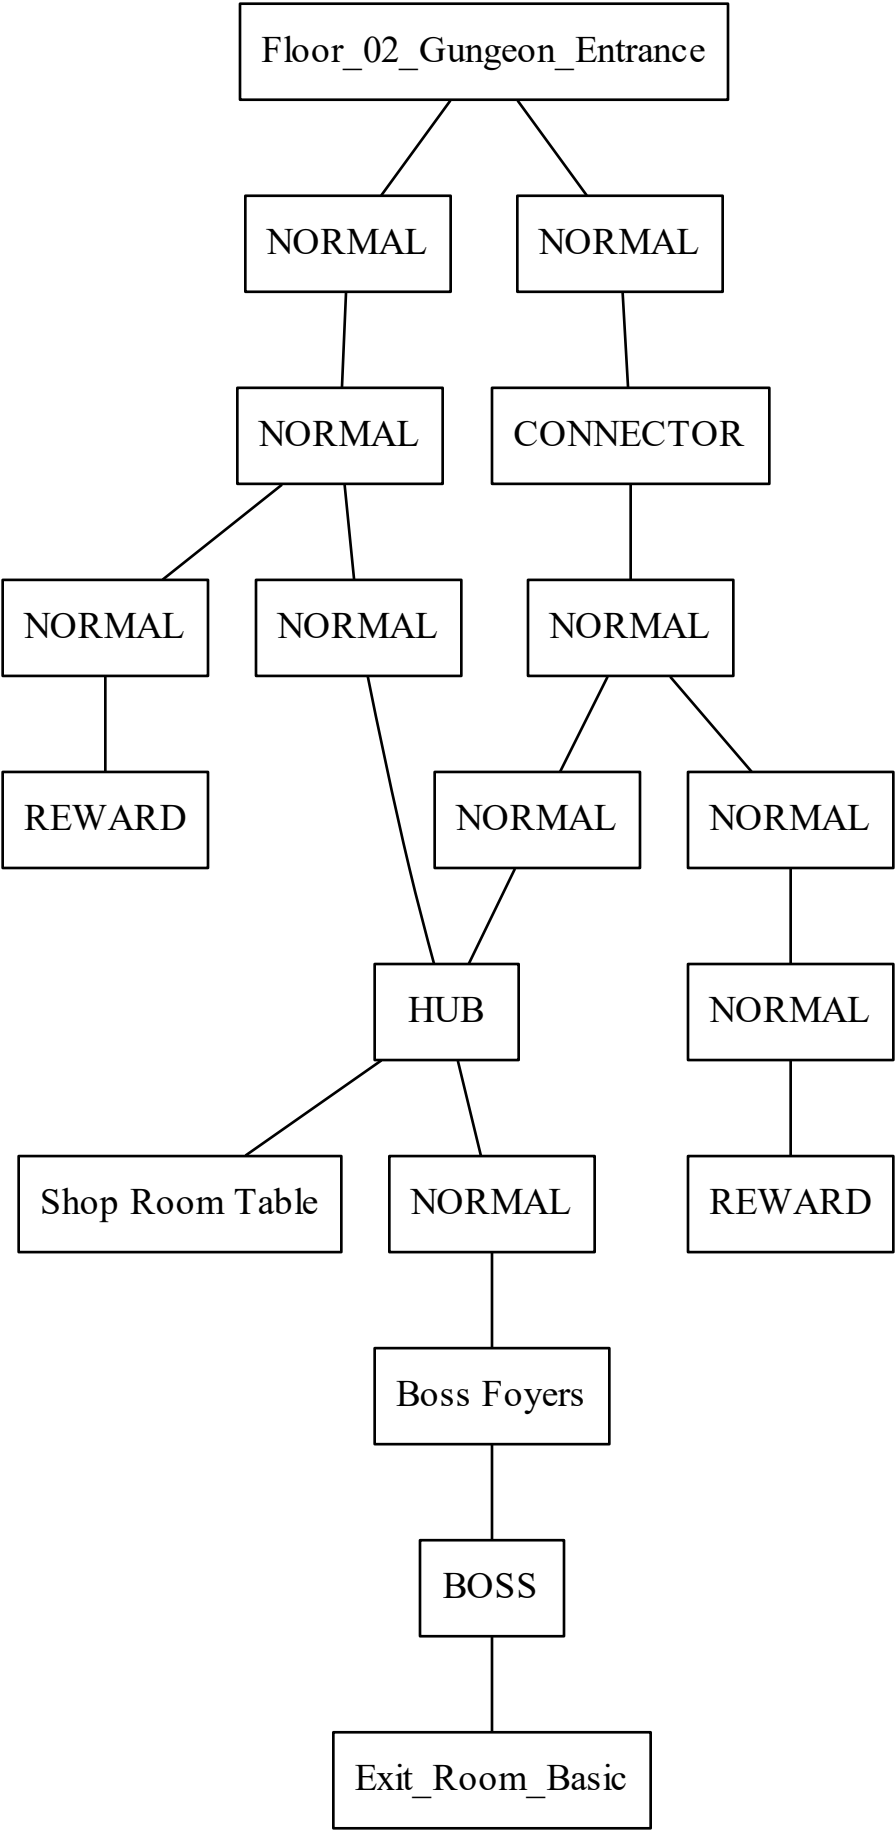 Floor_02_Gungeon_Entrance
NORMAL
NORMAL
NORMAL
CONNECTOR
NORMAL
NORMAL
NORMAL
REWARD
NORMAL
NORMAL
HUB
NORMAL
Shop Room Table
NORMAL
REWARD
Boss Foyers
BOSS
Exit_Room_Basic